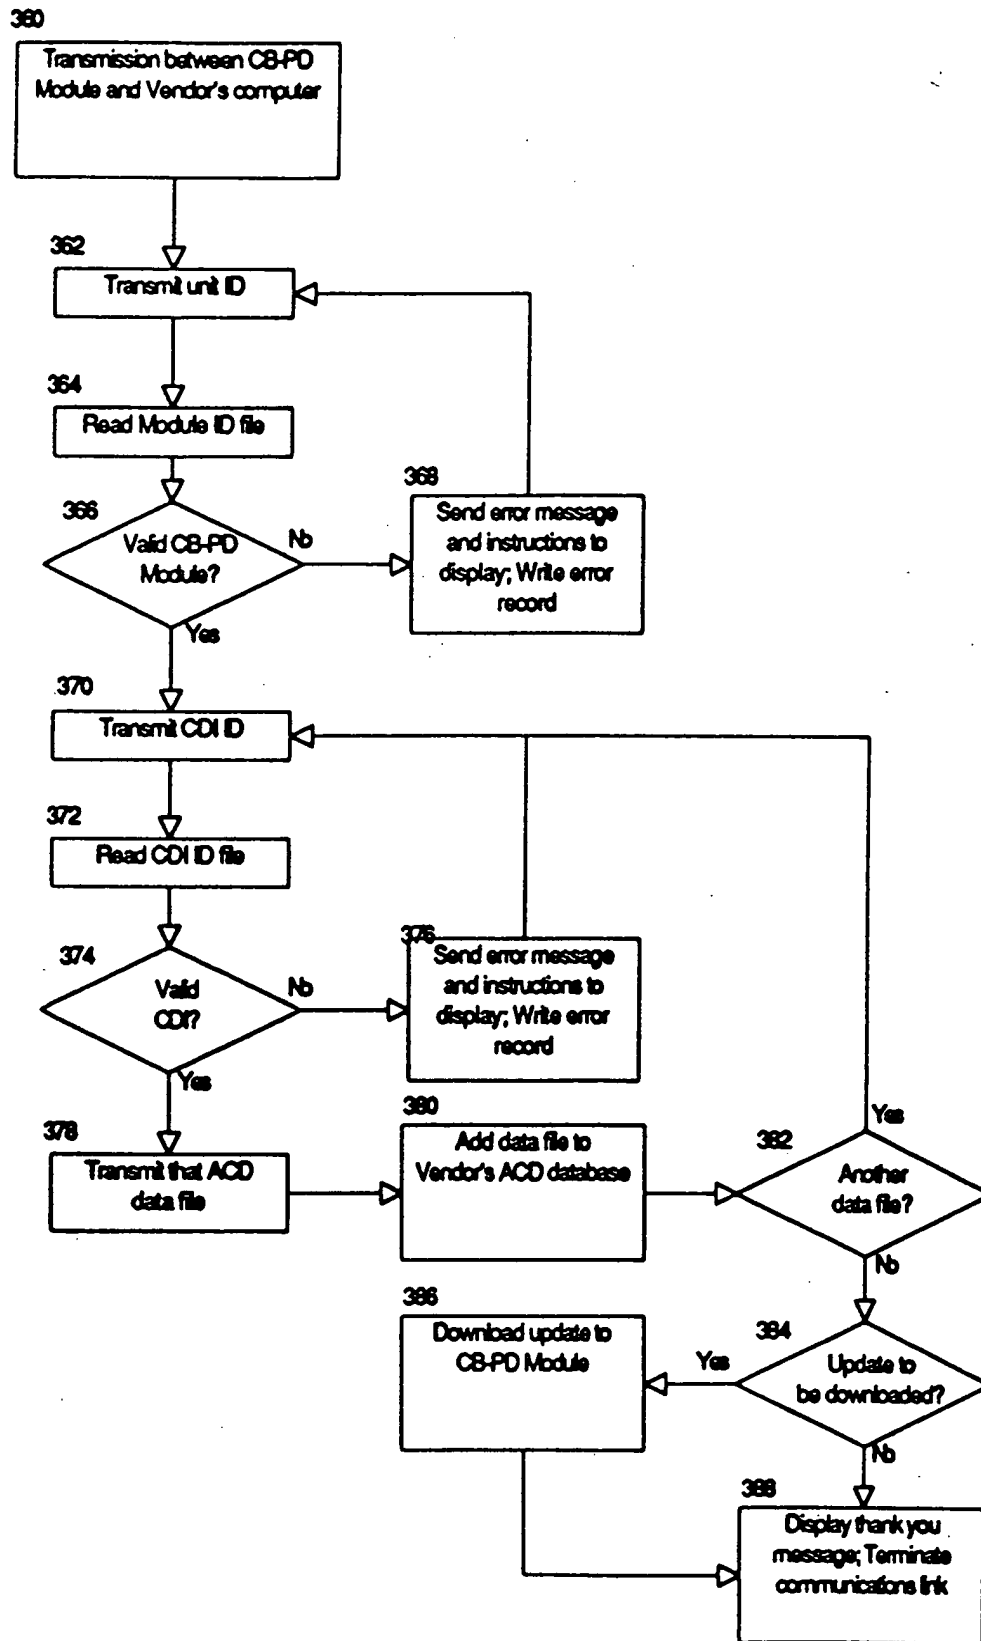 360
Transmission between CB-PD
Module and Vendor's computer
362
Transmit unit ID
364
Read Module ID file
366
Valid CB-PD
Module?
No
Yes
368
Send error message
and instructions to
display; Write error
record
370
Transmit CDI ID
372
Read CDI ID file
374
Valid
CDI?
No
Yes
376
Send error message
and instructions to
display; Write error
record
378
Transmit that ACD
data file
380
Add data file to
Vendor's ACD database
382
Another
data file?
Yes
No
384
Update to
be downloaded?
Yes
No
386
Download update to
CB-PD Module
388
Display thank you
message; Terminate
communications link